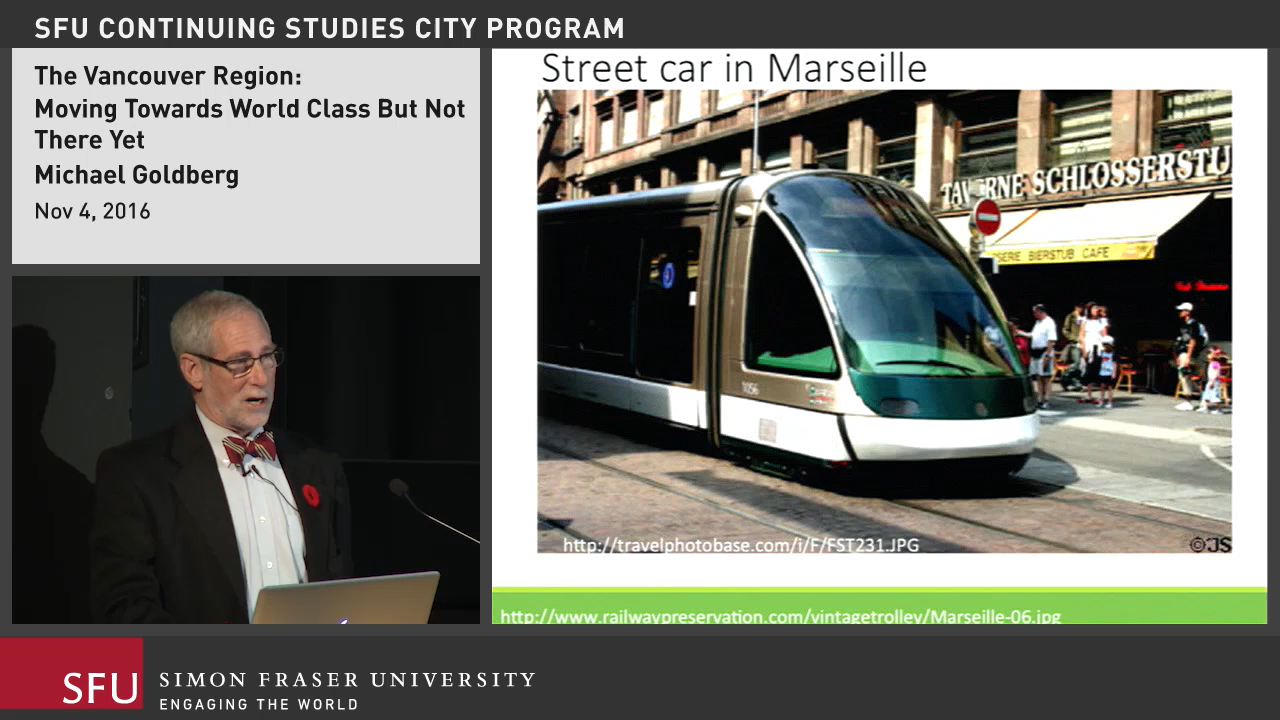 SFU CONTINUING STUDIES CITY PROGRAM
The Vancouver Region:
Moving Towards World Class But Not
There Yet
Michael Goldberg
Nov 4, 2016
Street car in Marseille
TAVERNE SCHLOSSERSTU
SERIE BIERSTUB CAFE
1056
http://travelphotobase.com/i/F/FST231.JPG
©JS
http://www.railwaypreservation.com/vintagetrolley/Marseille-06.jpg
SFU
SIMON FRASER UNIVERSITY
ENGAGING THE WORLD